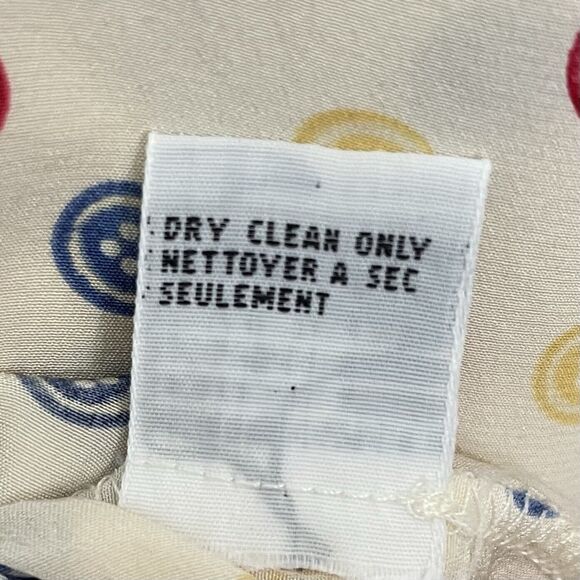 DRY CLEAN ONLY
NETTOYER A SEC
SEULEMENT